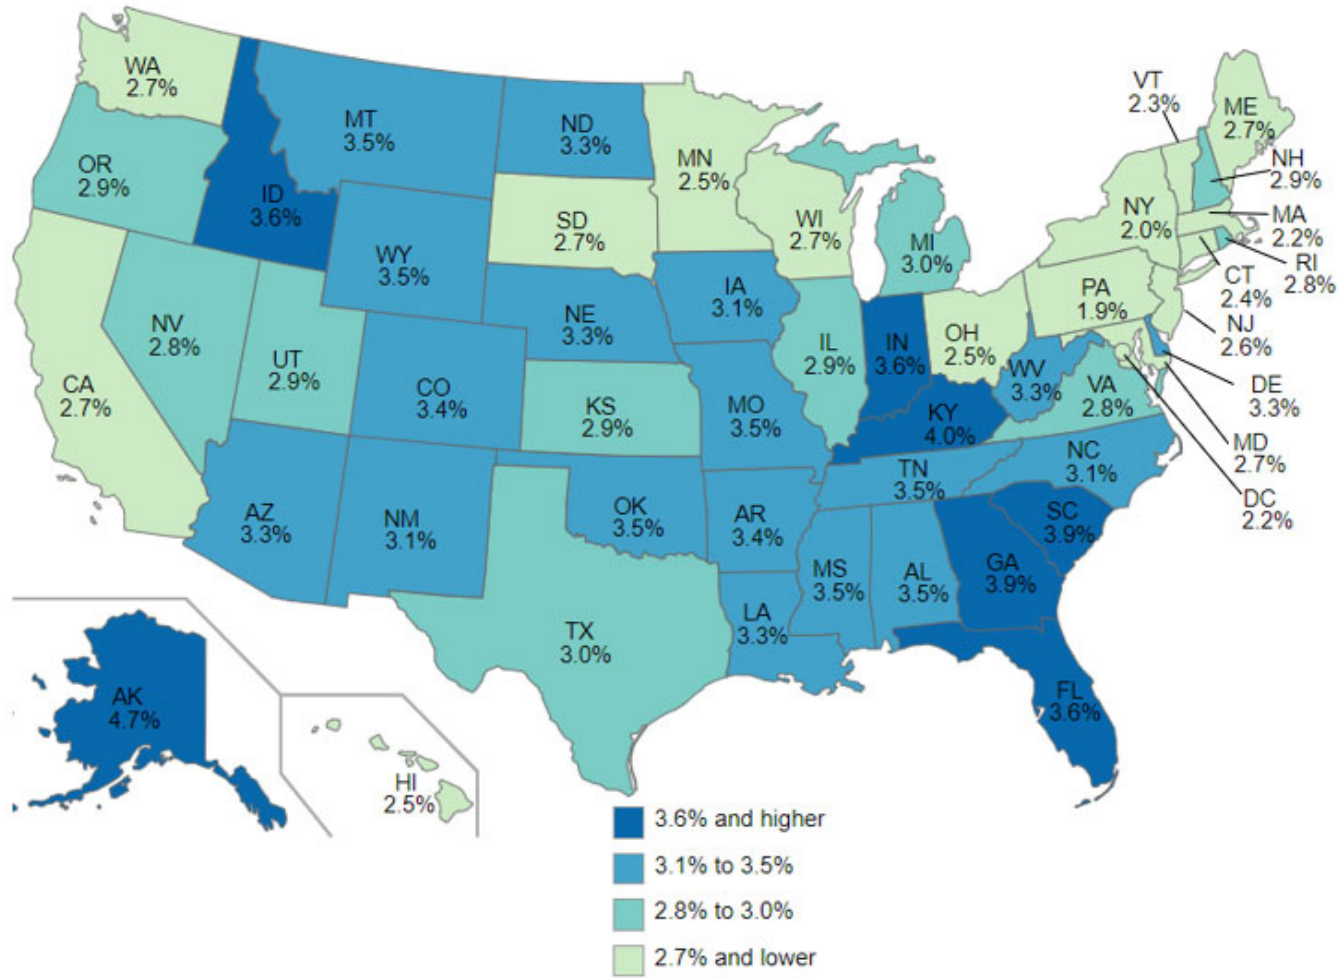 WA
2.7%
MT
3.5%
ND
3.3%
MN
2.5%
VT
2.3%
ME
2.7%
OR
2.9%
ID
3.6%
SD
2.7%
WI
2.7%
NH
2.9%
NY
2.0%
MA
2.2%
WY
3.5%
MI
3.0%
RI
2.8%
CT
2.4%
IA
3.1%
PA
1.9%
NE
3.3%
NJ
2.6%
NV
2.8%
UT
2.9%
IL
2.9%
IN
3.6%
OH
2.5%
CA
2.7%
CO
3.4%
WV
3.3%
VA
2.8%
DE
3.3%
KS
2.9%
MO
3.5%
KY
4.0%
MD
2.7%
NC
3.1%
TN
3.5%
DC
2.2%
AZ
3.3%
NM
3.1%
OK
3.5%
AR
3.4%
SC
3.9%
MS
3.5%
AL
3.5%
GA
3.9%
LA
3.3%
TX
3.0%
AK
4.7%
FL
3.6%
HI
2.5%
3.6% and higher
3.1% to 3.5%
2.8% to 3.0%
2.7% and lower